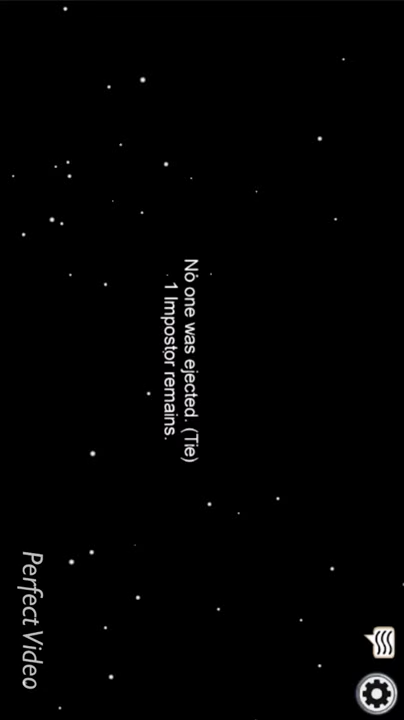 No one was ejected. (Tie)
1 Impostor remains.
Perfect Video